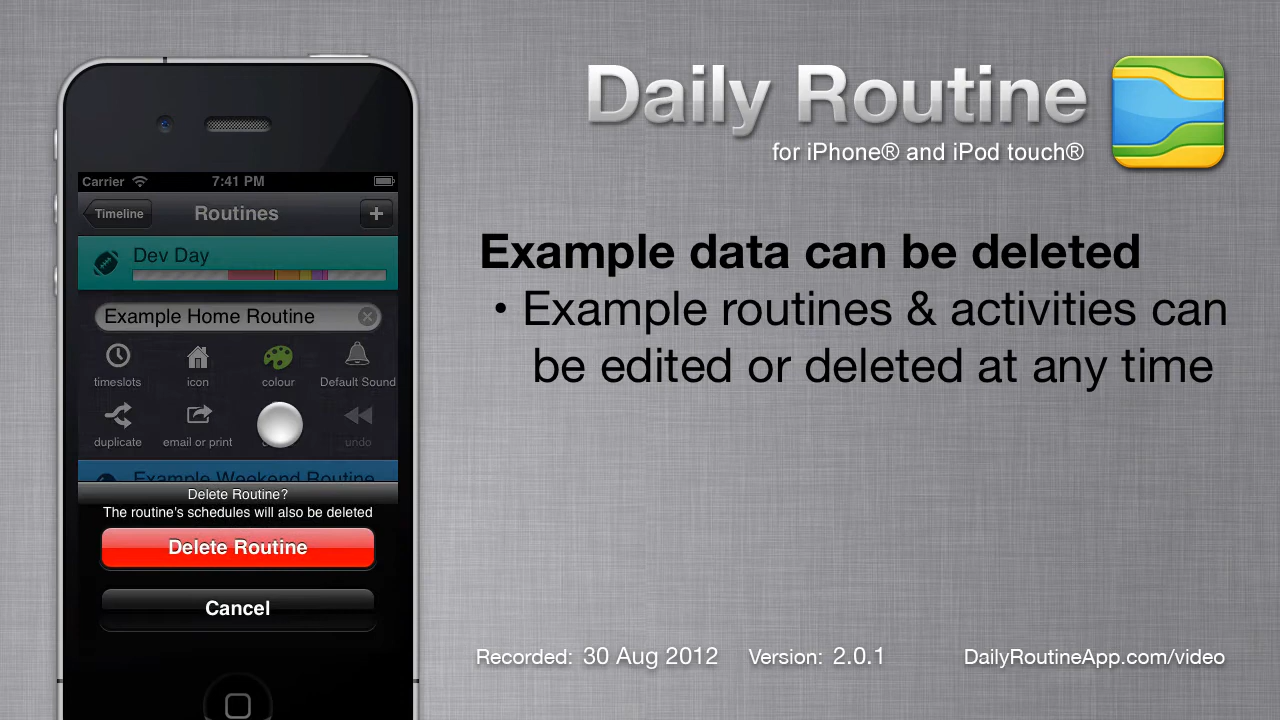 Daily Routine
for iPhone® and iPod touch®
Carrier
7:41 PM
Timeline
Routines
+
Dev Day
Example Home Routine
timeslots
icon
colour
Default Sound
duplicate
email or print
undo
Example Weekend Routine
Delete Routine?
The routine's schedules will also be deleted
Delete Routine
Cancel
Example data can be deleted
• Example routines & activities can
be edited or deleted at any time
Recorded: 30 Aug 2012 Version: 2.0.1 DailyRoutineApp.com/video